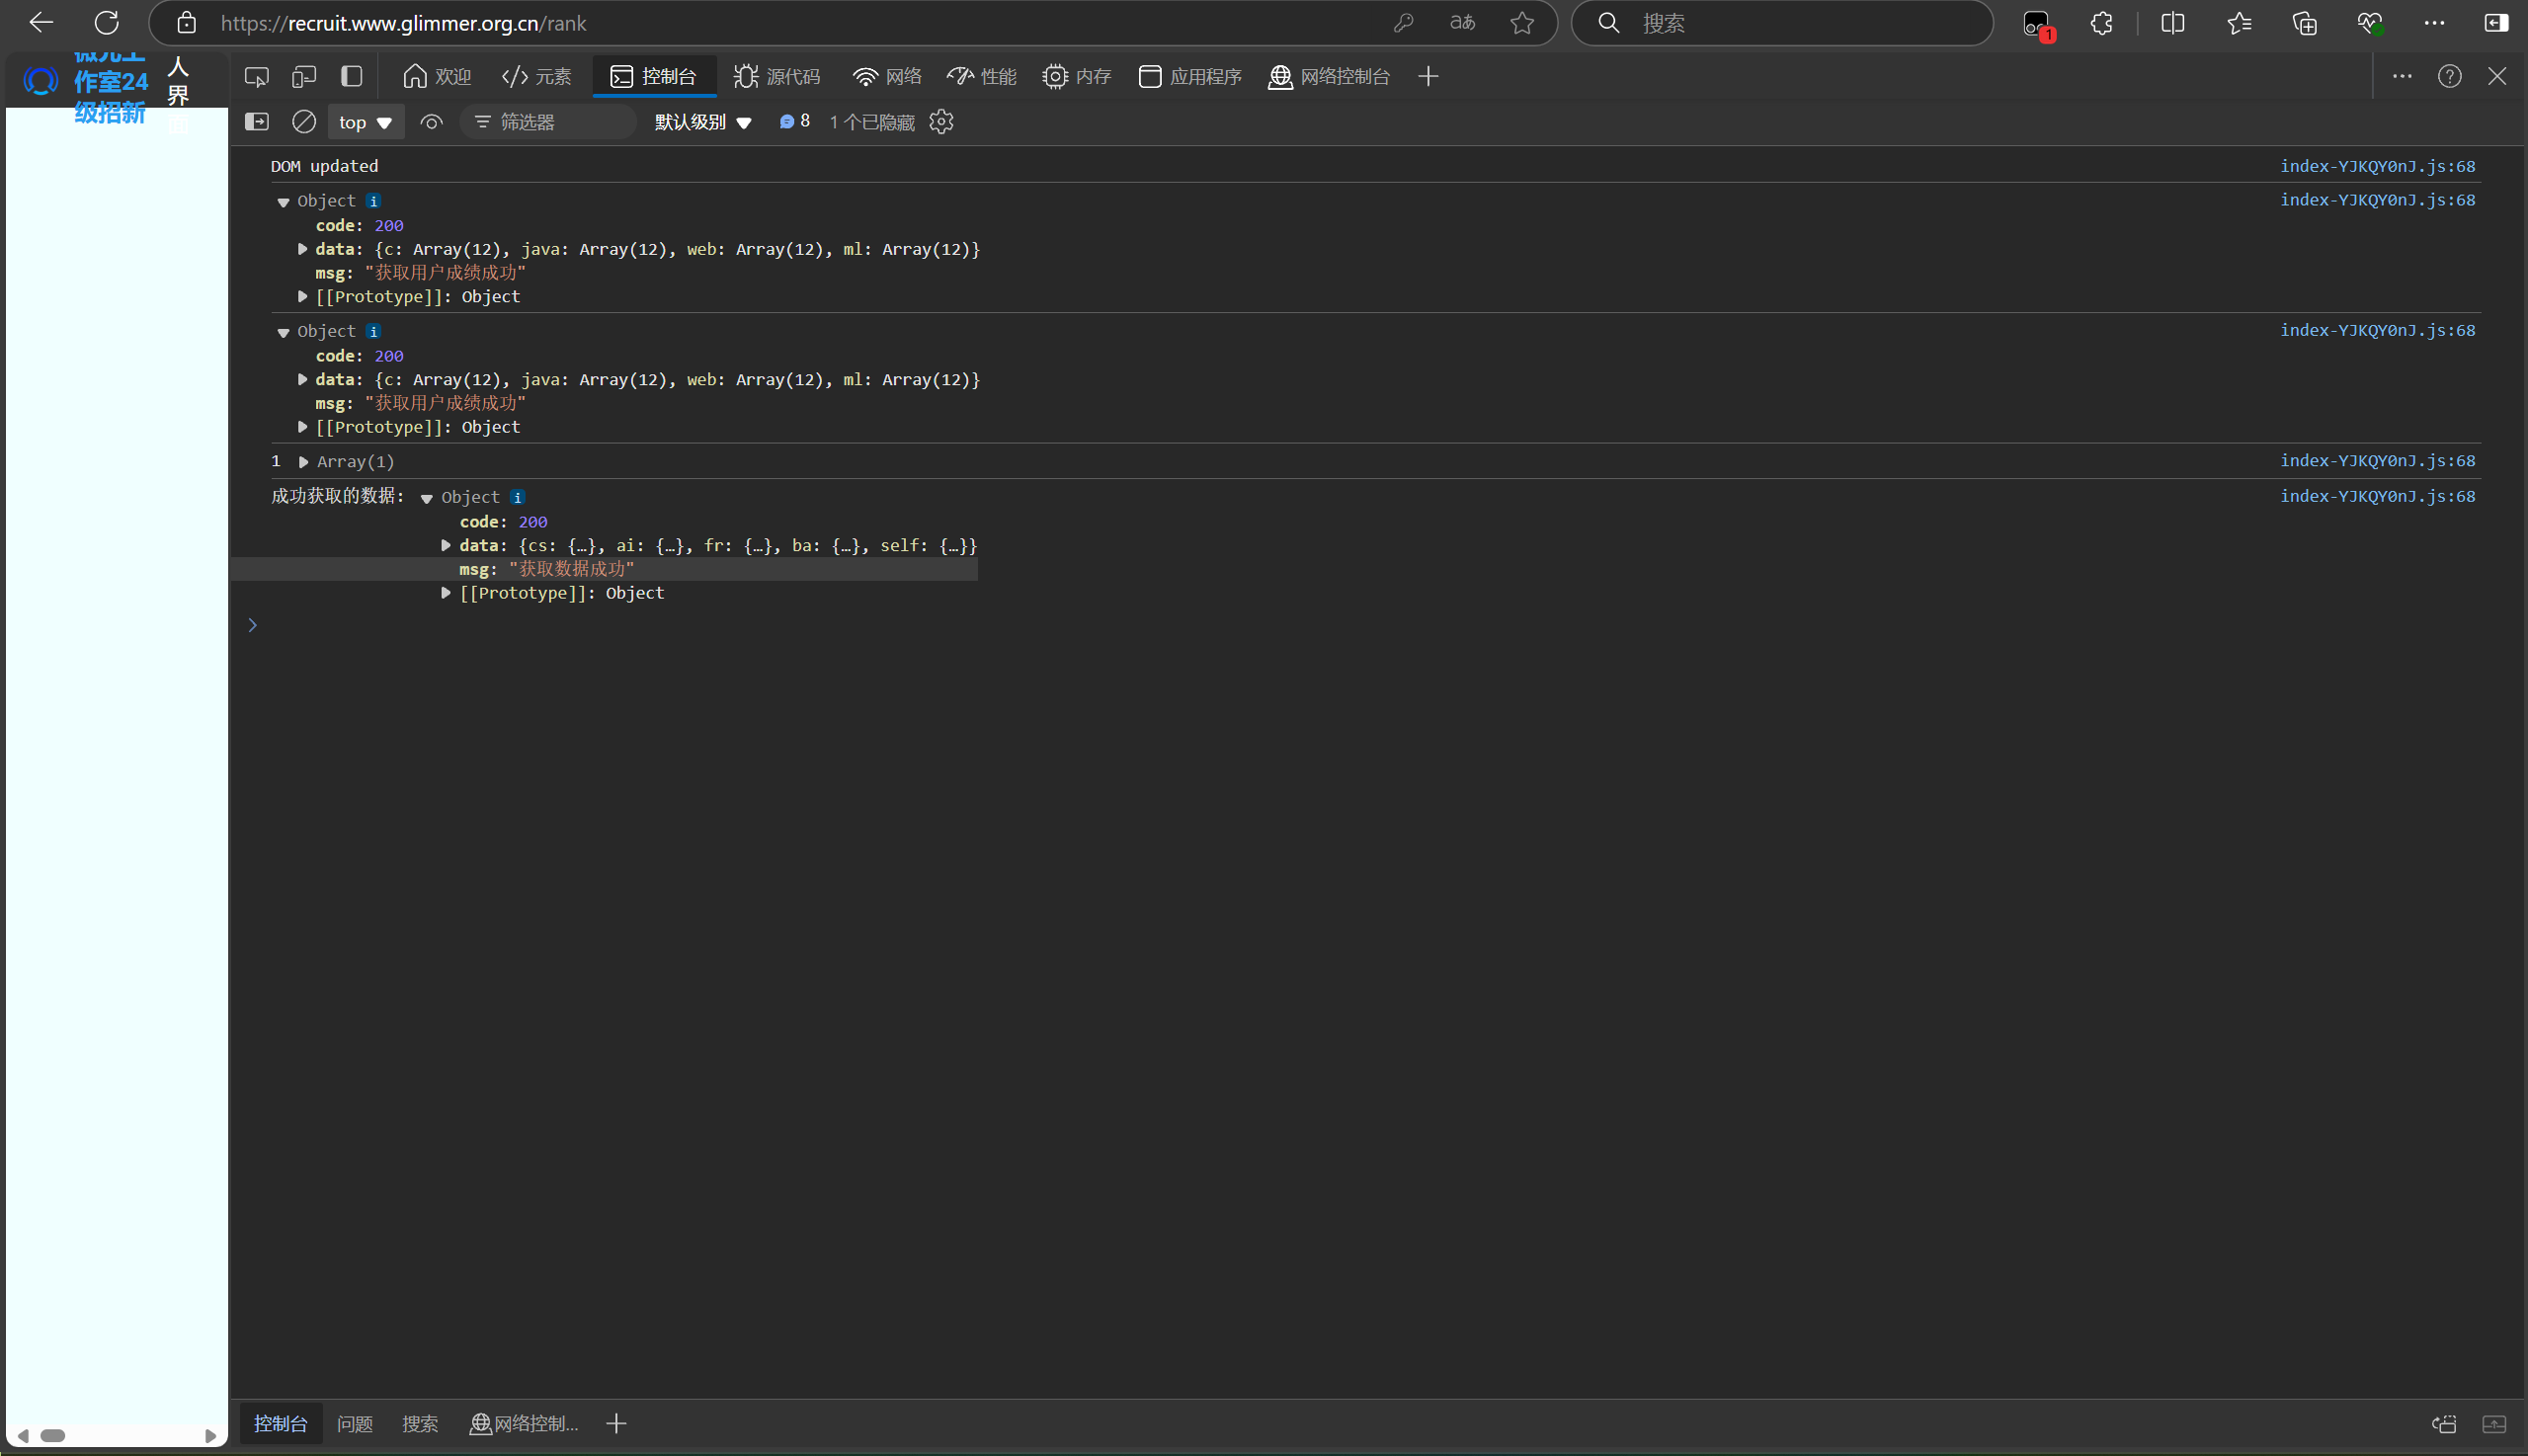 https://recruit.www.glimmer.org.cn/rank
aあ
搜索
1
微光工
作室24
级招新
人
界
欢迎
元素
控制台
源代码
网络
性能
内存
应用程序
网络控制台
top
筛选器
默认级别
8
1 个已隐藏
DOM updated index-YJKQY0nJ.js:68
Object i index-YJKQY0nJ.js:68
code: 200
data: {c: Array(12), java: Array(12), web: Array(12), ml: Array(12)}
msg: "获取用户成绩成功"
[[Prototype]]: Object
Object i index-YJKQY0nJ.js:68
code: 200
data: {c: Array(12), java: Array(12), web: Array(12), ml: Array(12)}
msg: "获取用户成绩成功"
[[Prototype]]: Object
1 Array(1) index-YJKQY0nJ.js:68
成功获取的数据: Object i index-YJKQY0nJ.js:68
code: 200
data: {cs: {…}, ai: {…}, fr: {…}, ba: {…}, self: {…}}
msg: "获取数据成功"
[[Prototype]]: Object
控制台
问题
搜索
网络控制...